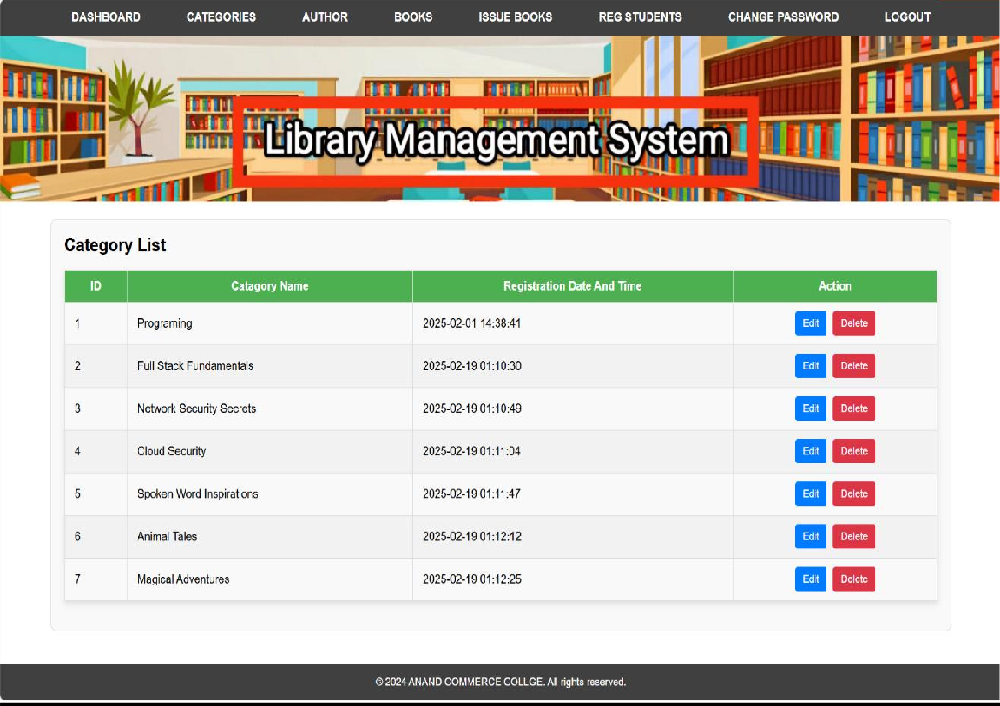 DASHBOARD CATEGORIES AUTHOR BOOKS ISSUE BOOKS REG STUDENTS CHANGE PASSWORD LOGOUT
Library Management System
Category List
ID Catagory Name Registration Date And Time Action
1 Programing 2025-02-01 14:38:41 Edit Delete
2 Full Stack Fundamentals 2025-02-19 01:10:30 Edit Delete
3 Network Security Secrets 2025-02-19 01:10:49 Edit Delete
4 Cloud Security 2025-02-19 01:11:04 Edit Delete
5 Spoken Word Inspirations 2025-02-19 01:11:47 Edit Delete
6 Animal Tales 2025-02-19 01:12:12 Edit Delete
7 Magical Adventures 2025-02-19 01:12:25 Edit Delete
© 2024 ANAND COMMERCE COLLGE. All rights reserved.